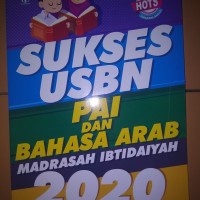 HOTS
SUKSES
USBN
PAI
DAN
BAHASA ARAB
MADRASAH IBTIDAIYAH
2020